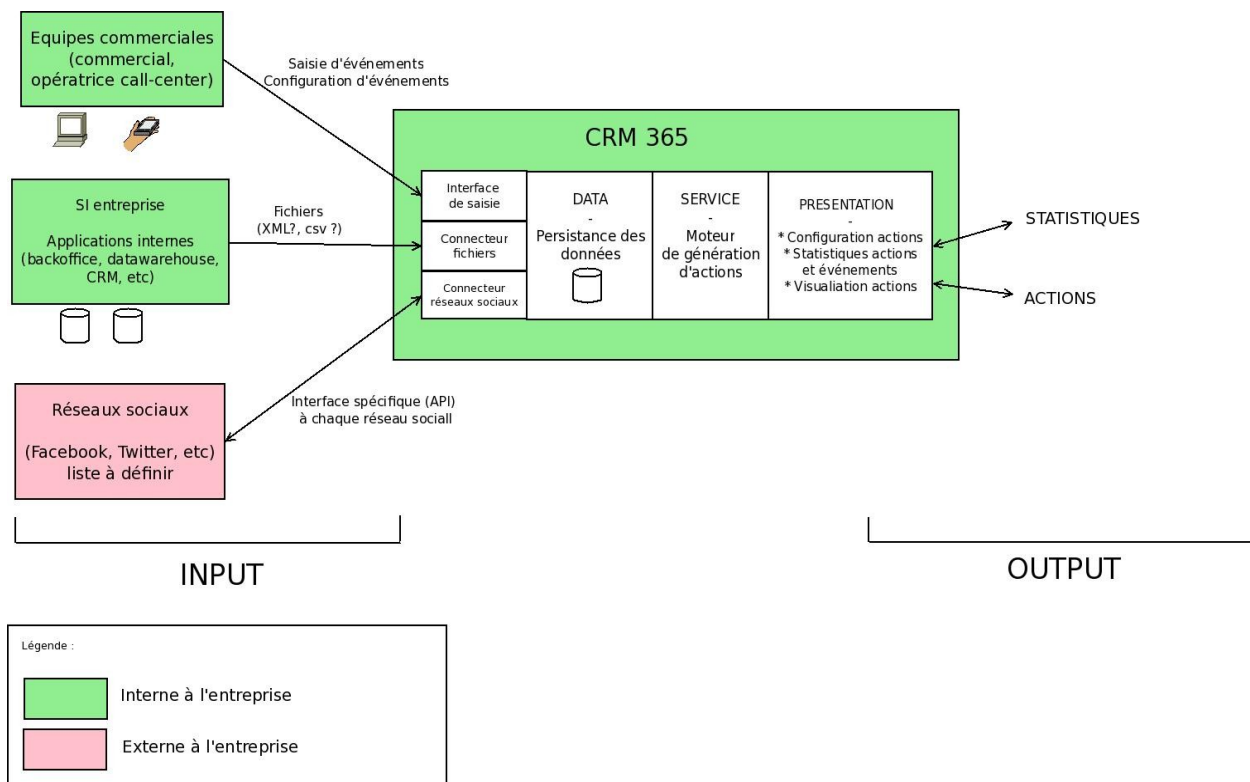 Equipes commerciales
(commercial,
opératrice call-center)
Saisie d'événements
Configuration d'événements
SI entreprise
Applications internes
(backoffice, datawarehouse,
CRM, etc)
Fichiers
(XML?, csv ?)
Réseaux sociaux
(Facebook, Twitter, etc)
liste à définir
Interface spécifique (API)
à chaque réseau sociall
CRM 365
Interface
de saisie
Connecteur
fichiers
Connecteur
réseaux sociaux
DATA
-
Persistance des
données
SERVICE
-
Moteur
de génération
d'actions
PRESENTATION
-
* Configuration actions
* Statistiques actions
et événements
* Visualiation actions
STATISTIQUES
ACTIONS
INPUT
OUTPUT
Légende :
Interne à l'entreprise
Externe à l'entreprise